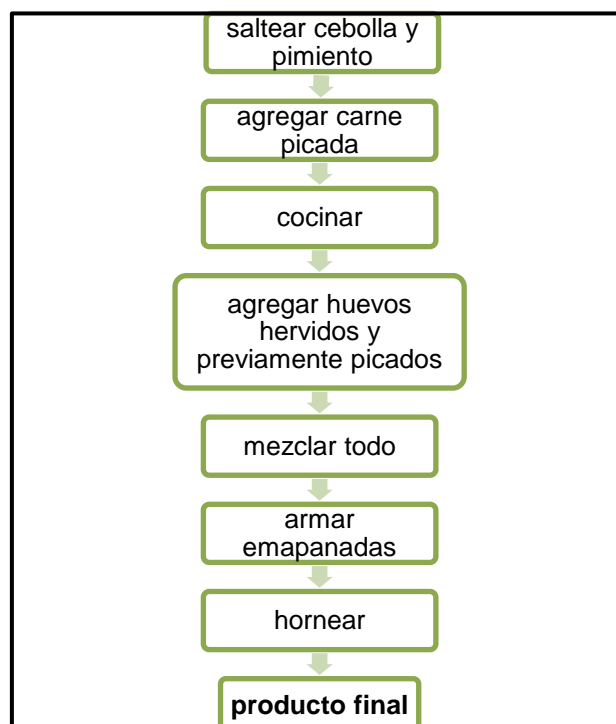 saltear cebolla y
pimiento
agregar carne
picada
cocinar
agregar huevos
hervidos y
previamente picados
mezclar todo
armar
emapanadas
hornear
producto final